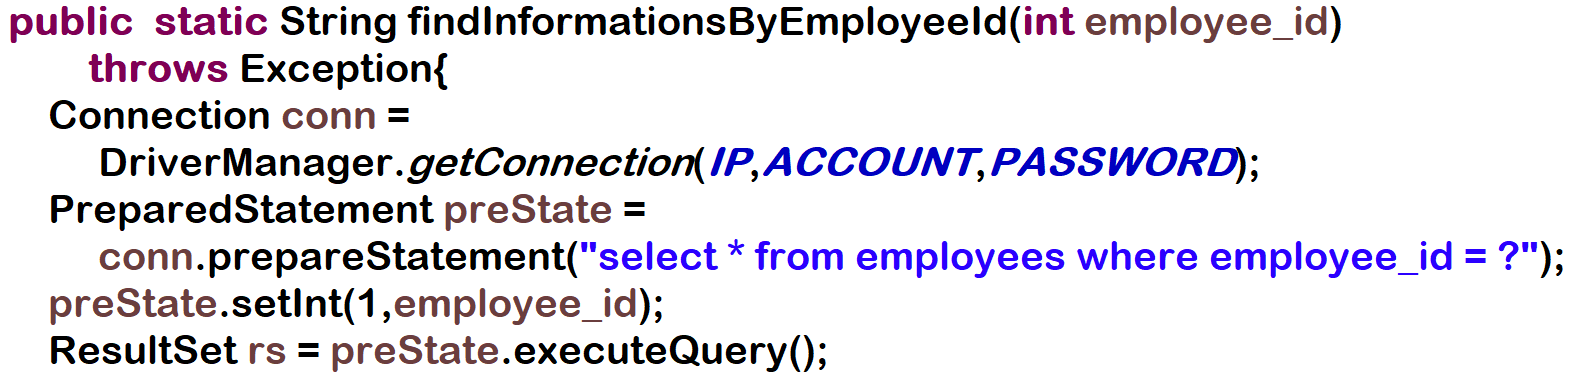 public static String findInformationsByEmployeeId(int employee_id)
throws Exception{
Connection conn =
DriverManager.getConnection(IP,ACCOUNT,PASSWORD);
PreparedStatement preState =
conn.prepareStatement("select * from employees where employee_id = ?");
preState.setInt(1,employee_id);
ResultSet rs = preState.executeQuery();